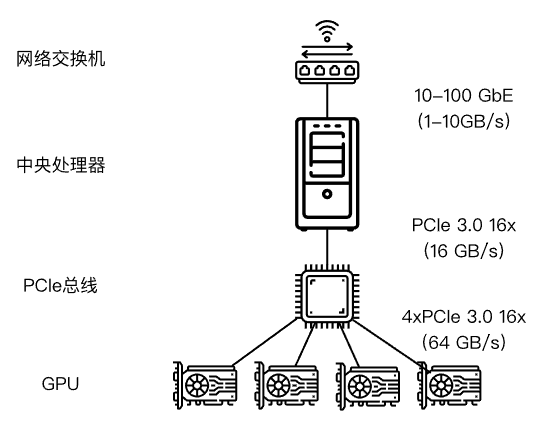 网络交换机
10–100 GbE
(1–10GB/s)
中央处理器
PCIe 3.0 16x
(16 GB/s)
PCIe总线
4xPCIe 3.0 16x
(64 GB/s)
GPU